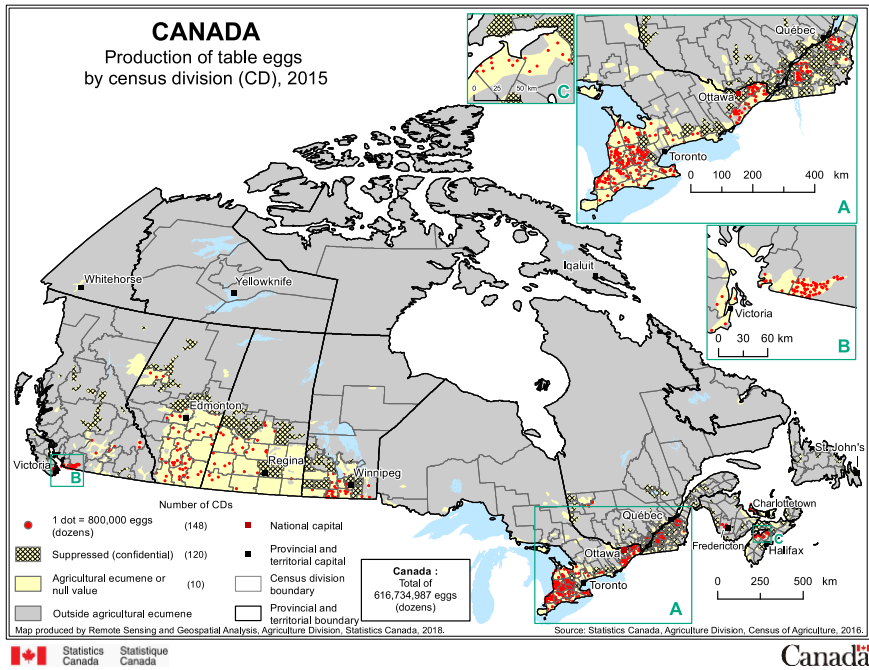 CANADA
Production of table eggs
by census division (CD), 2015
0 25 50 km
C
Québec
Ottawa
Toronto
0 100 200 400 km
A
Victoria
0 30 60 km
B
Whitehorse
Yellowknife
Iqaluit
Edmonton
Regina
Winnipeg
Victoria
B
St. John's
Québec
Charlottetown
Ottawa
Fredericton
C
Halifax
Toronto
A
0 250 500 km
Number of CDs
1 dot = 800,000 eggs
(dozens)
(148)
Suppressed (confidential)
(120)
Agricultural ecumene or
null value
(10)
Outside agricultural ecumene
National capital
Provincial and
territorial capital
Census division
boundary
Provincial and
territorial boundary
Canada :
Total of
616,734,987 eggs
(dozens)
Map produced by Remote Sensing and Geospatial Analysis, Agriculture Division, Statistics Canada, 2018.
Source: Statistics Canada, Agriculture Division, Census of Agriculture, 2016.
Statistics
Canada
Statistique
Canada
Canada